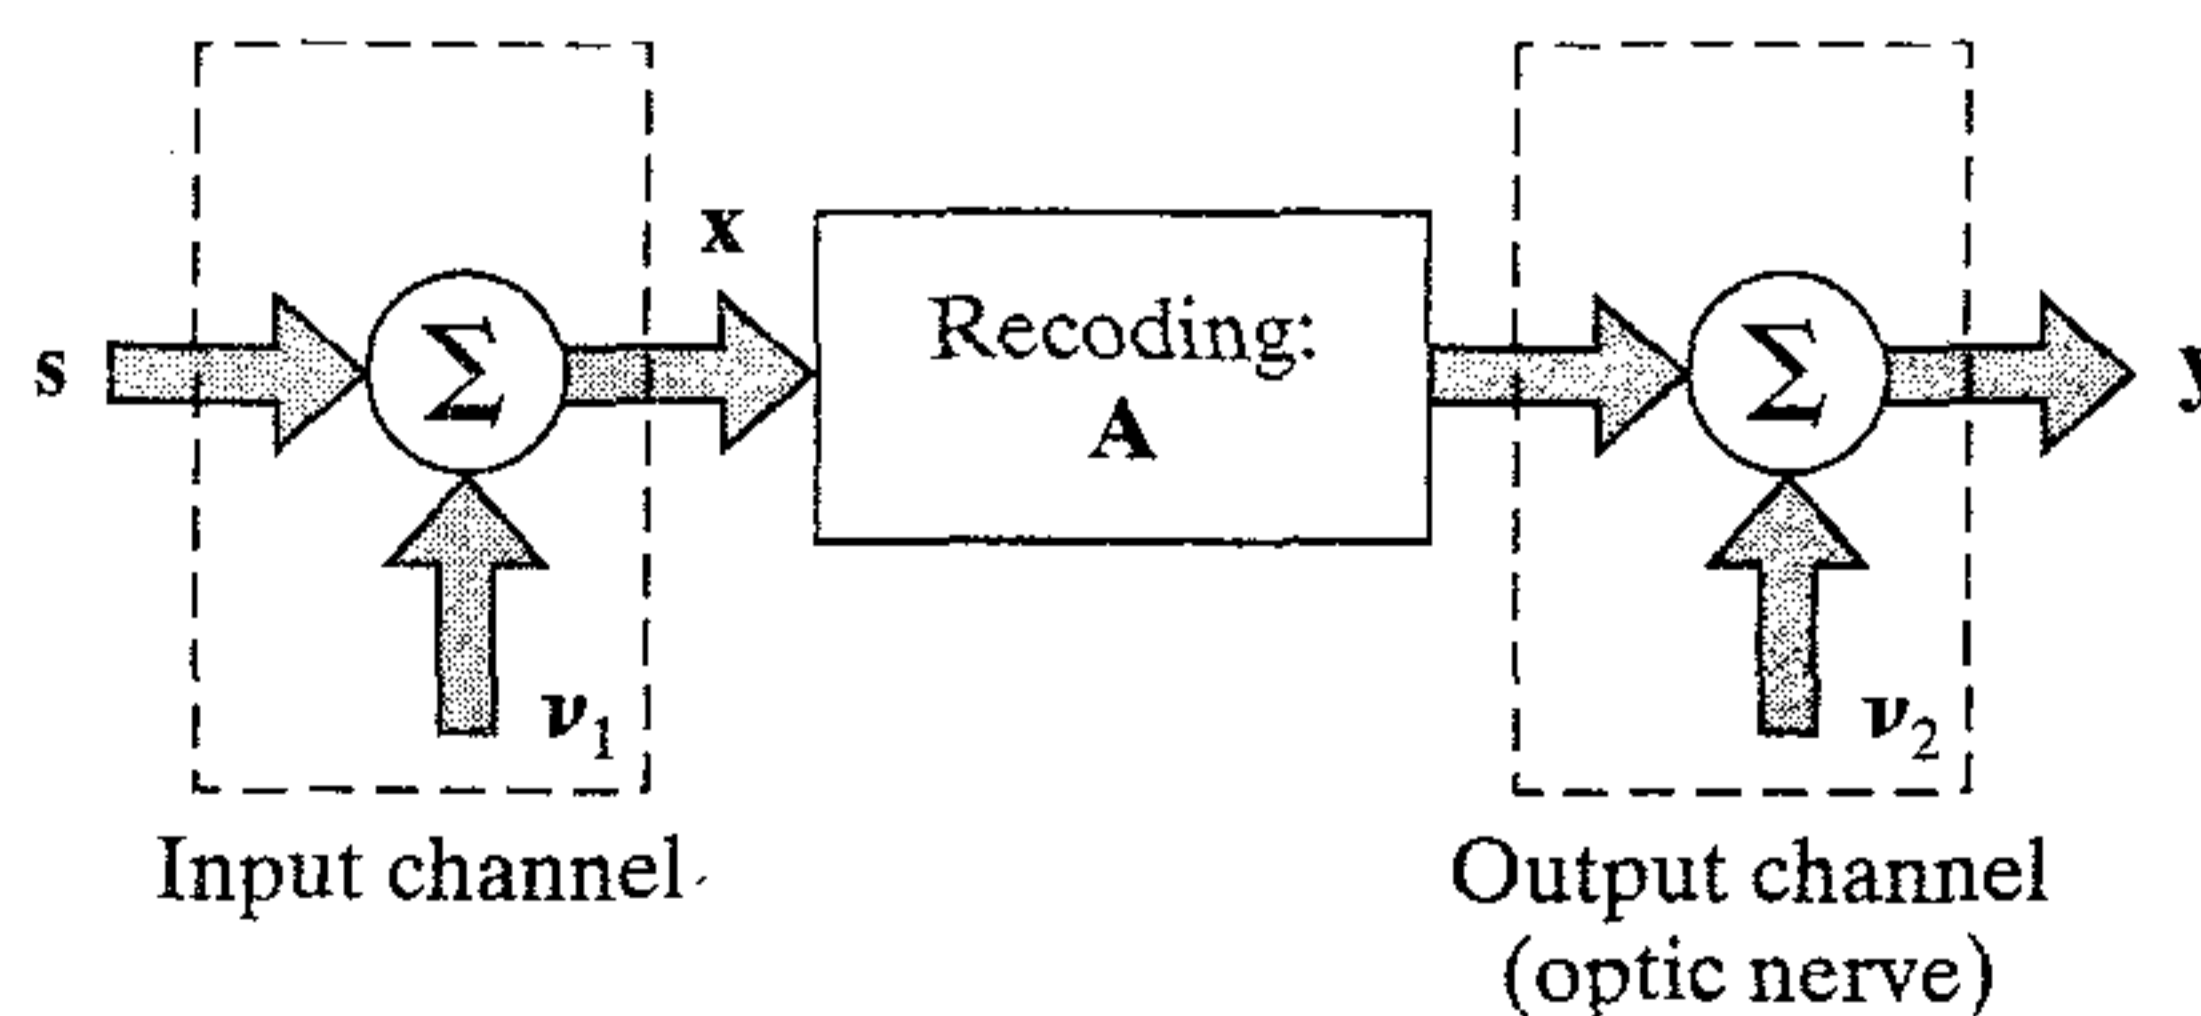 s
Σ
ν1
x
Recoding:
A
Σ
ν2
y
Input channel
Output channel
(optic nerve)